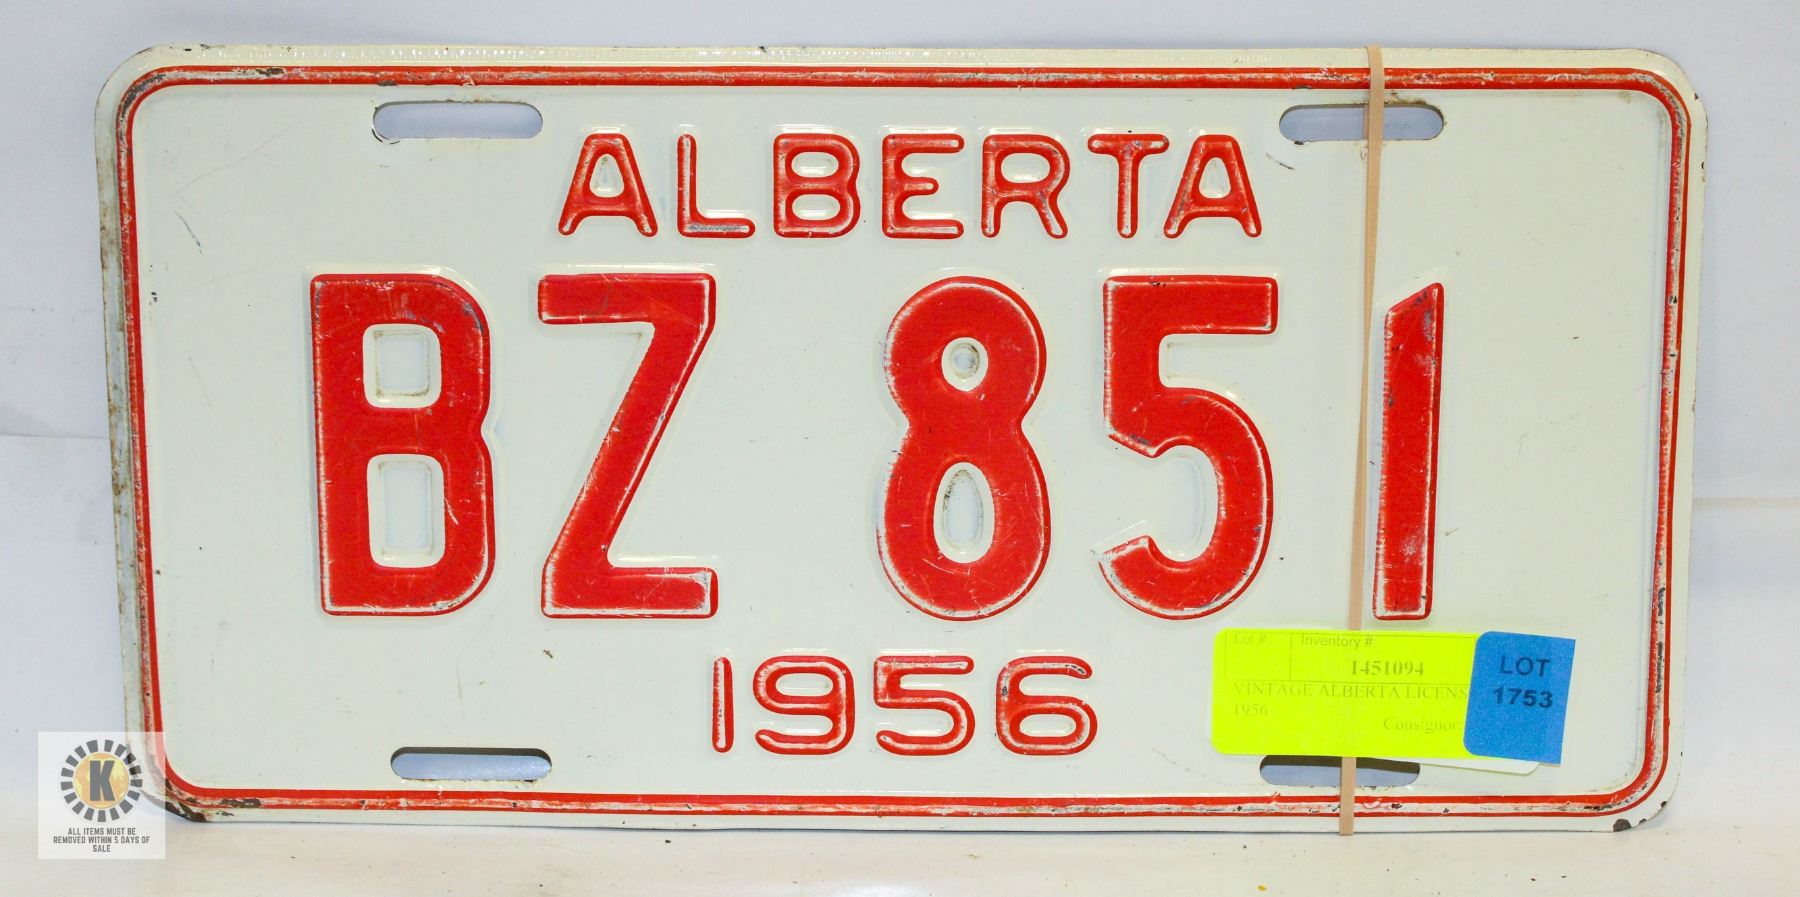 ALBERTA
BZ 851
1956
Lot # Inventory #:
1451094
VINTAGE ALBERTA LICENS
1956
Consignor:
LOT
1753
K
ALL ITEMS MUST BE
REMOVED WITHIN 5 DAYS OF
SALE